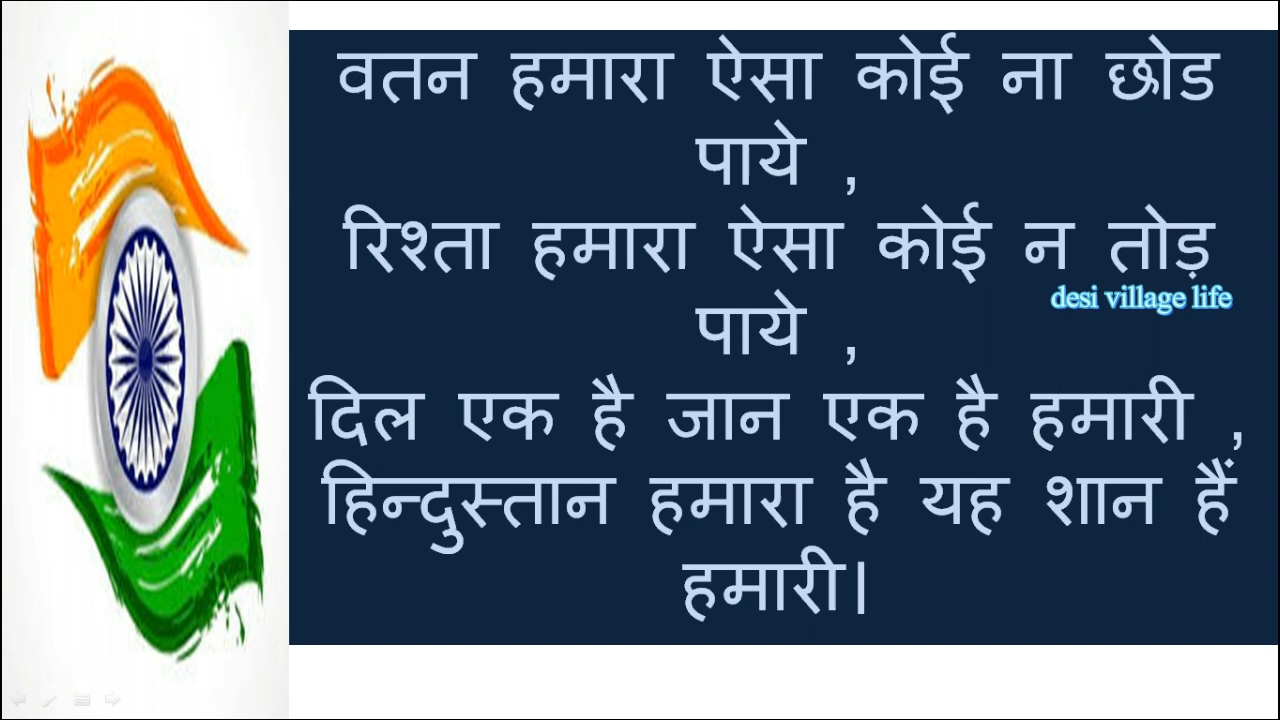 वतन हमारा ऐसा कोई ना छोड
पाये ,
रिश्ता हमारा ऐसा कोई न तोड़
desi village life
पाये ,
दिल एक है जान एक है हमारी ,
हिन्दुस्तान हमारा है यह शान हैं
हमारी।